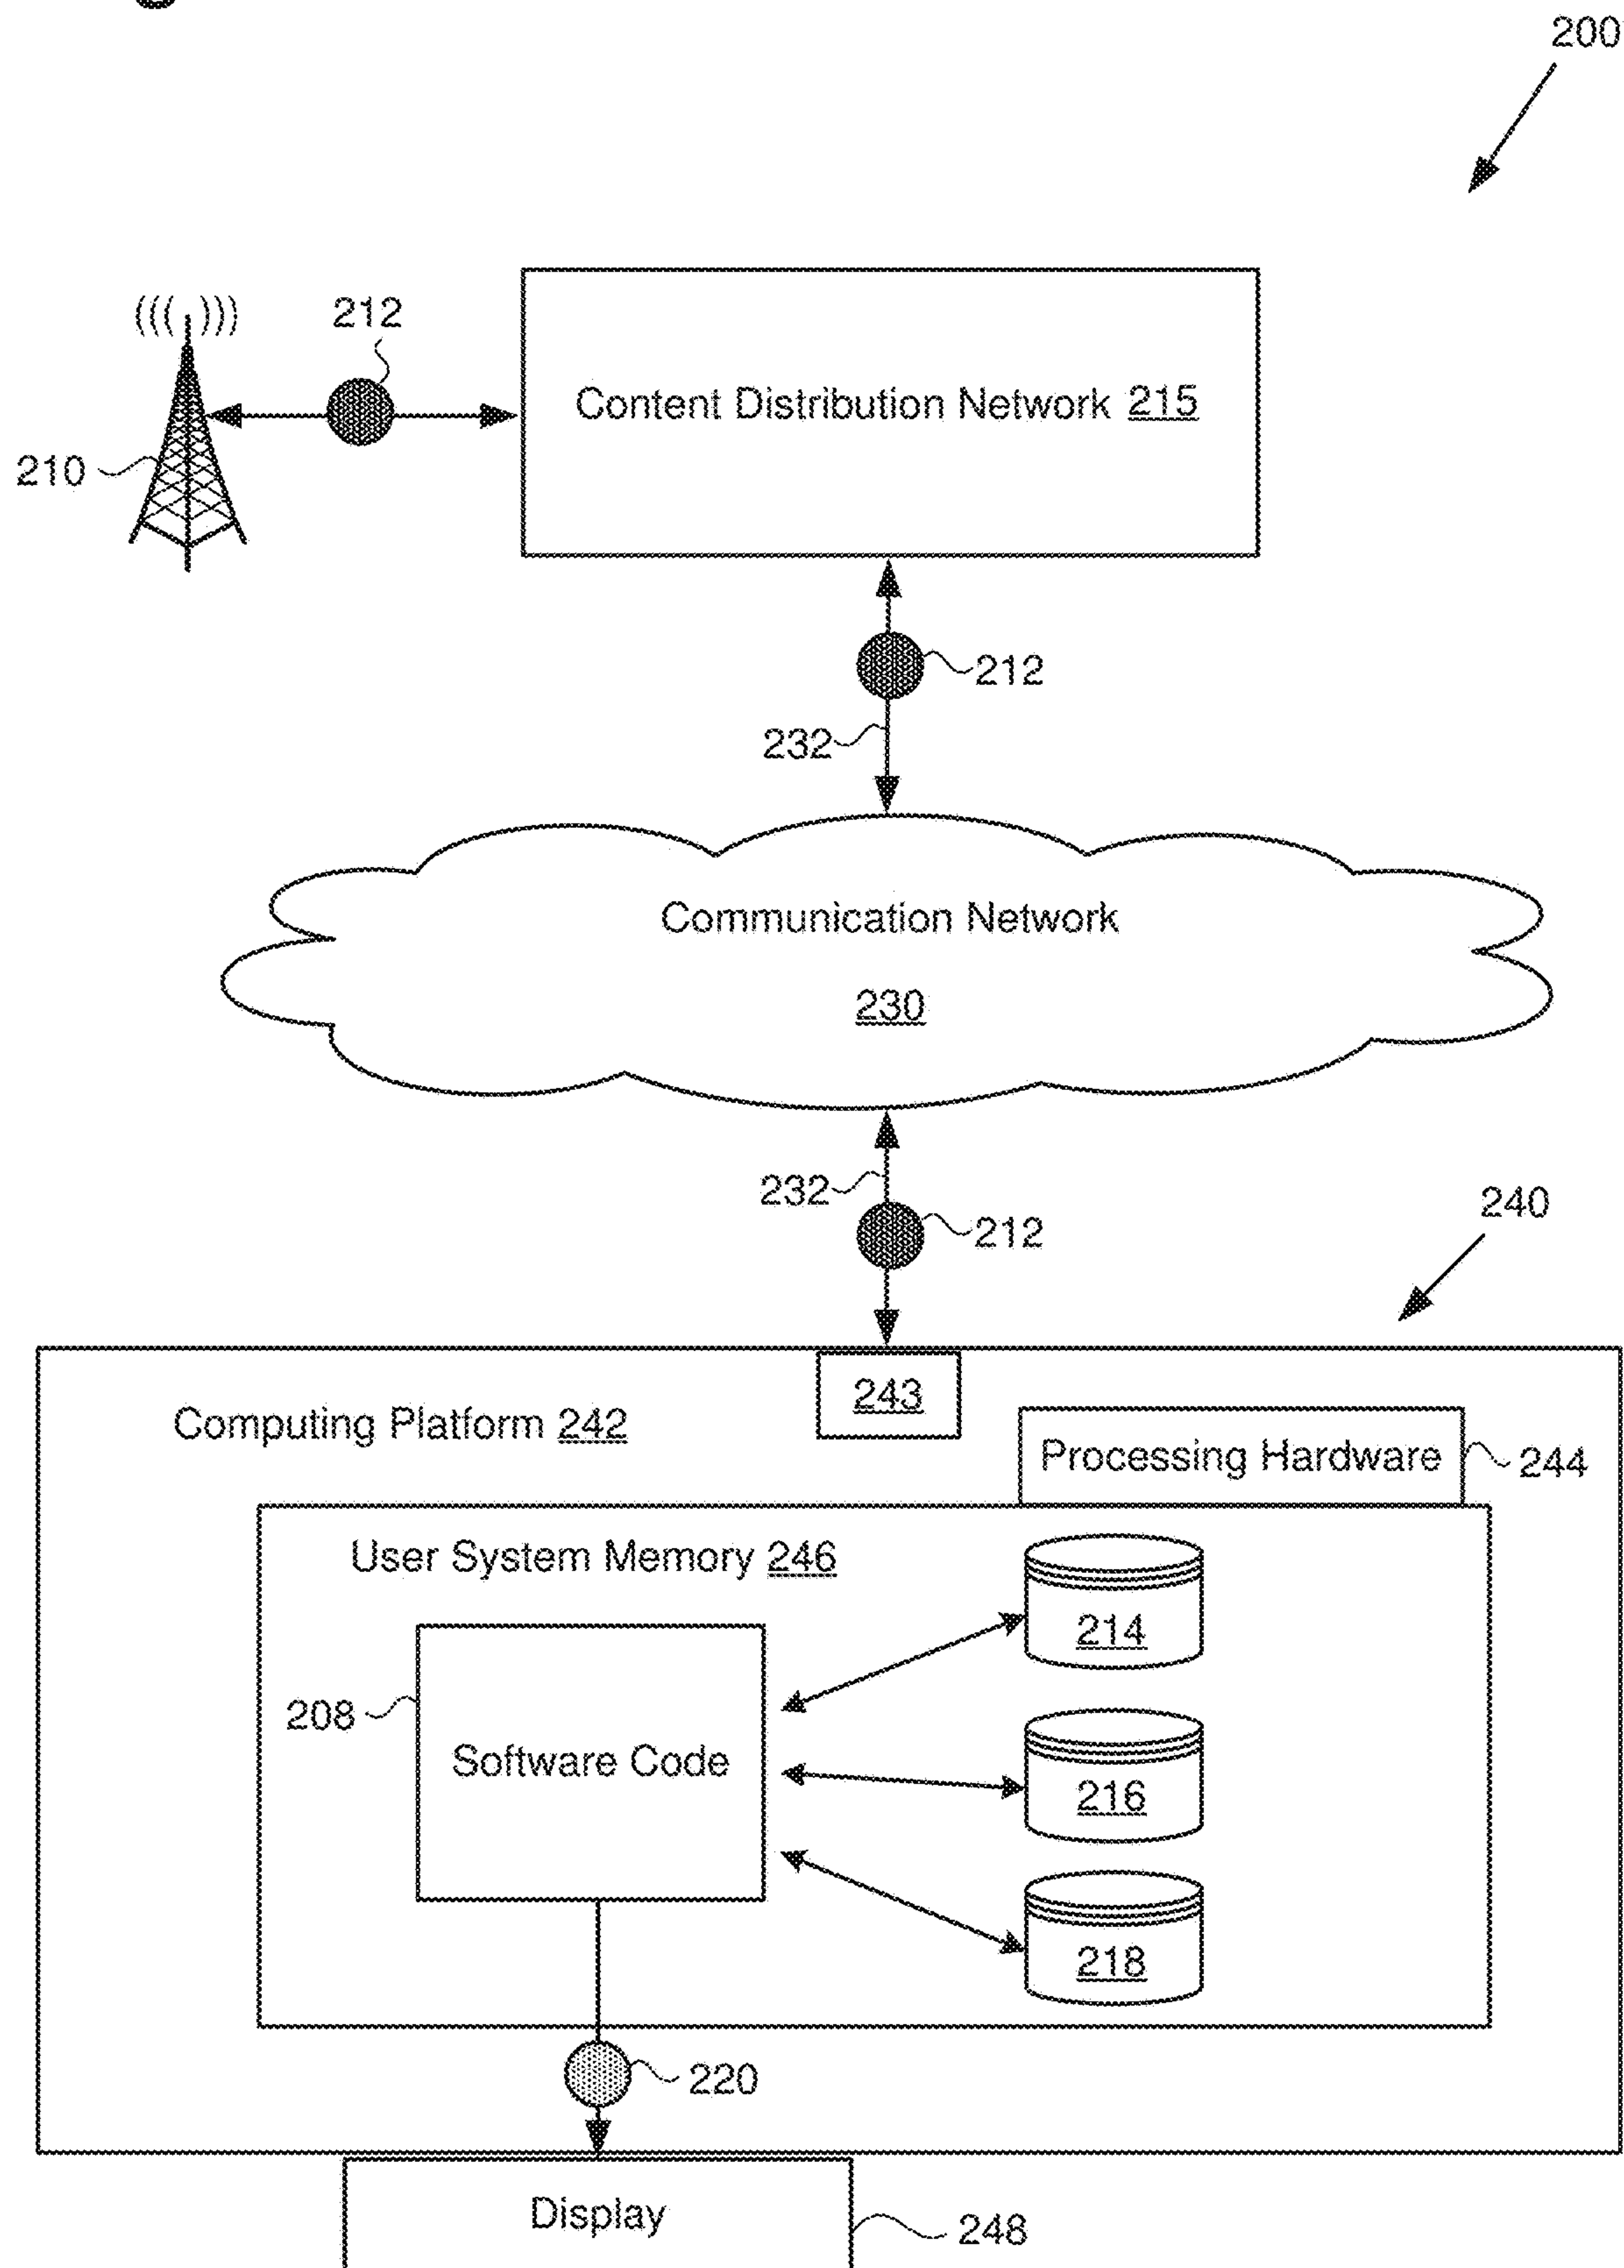 200
((( )))
212
Content Distribution Network 215
210
212
232
Communication Network
230
232
212
240
243
Computing Platform 242
Processing Hardware
244
User System Memory 246
214
208
Software Code
216
218
220
Display
248